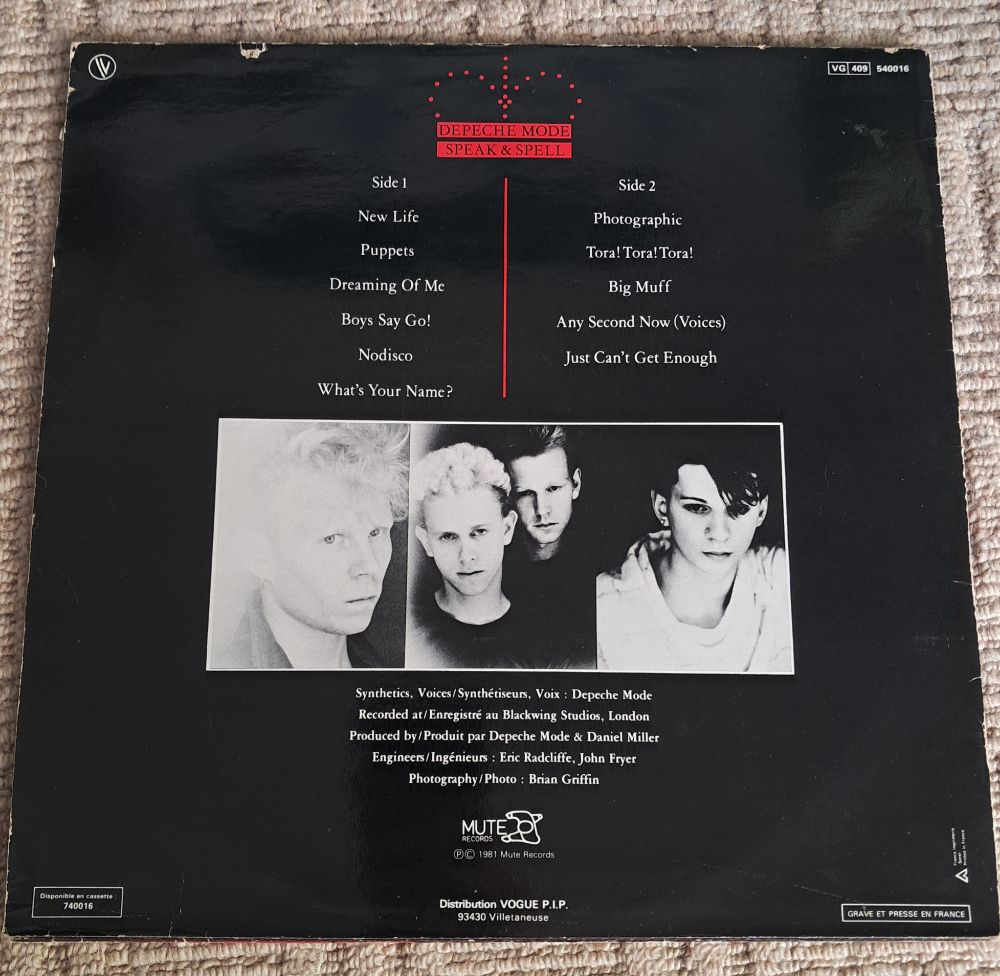 VG 409 540016
DEPECHE MODE
SPEAK & SPELL
Side 1
New Life
Puppets
Dreaming Of Me
Boys Say Go!
Nodisco
What's Your Name?
Side 2
Photographic
Tora! Tora! Tora!
Big Muff
Any Second Now (Voices)
Just Can't Get Enough
Synthetics, Voices/Synthétiseurs, Voix : Depeche Mode
Recorded at/Enregistré au Blackwing Studios, London
Produced by/Produit par Depeche Mode & Daniel Miller
Engineers/Ingénieurs : Eric Radcliffe, John Fryer
Photography/Photo : Brian Griffin
MUTE
RECORDS
ⓅⒸ 1981 Mute Records
Disponible en cassette :
740016
Distribution VOGUE P.I.P.
93430 Villetaneuse
GRAVE ET PRESSE EN FRANCE